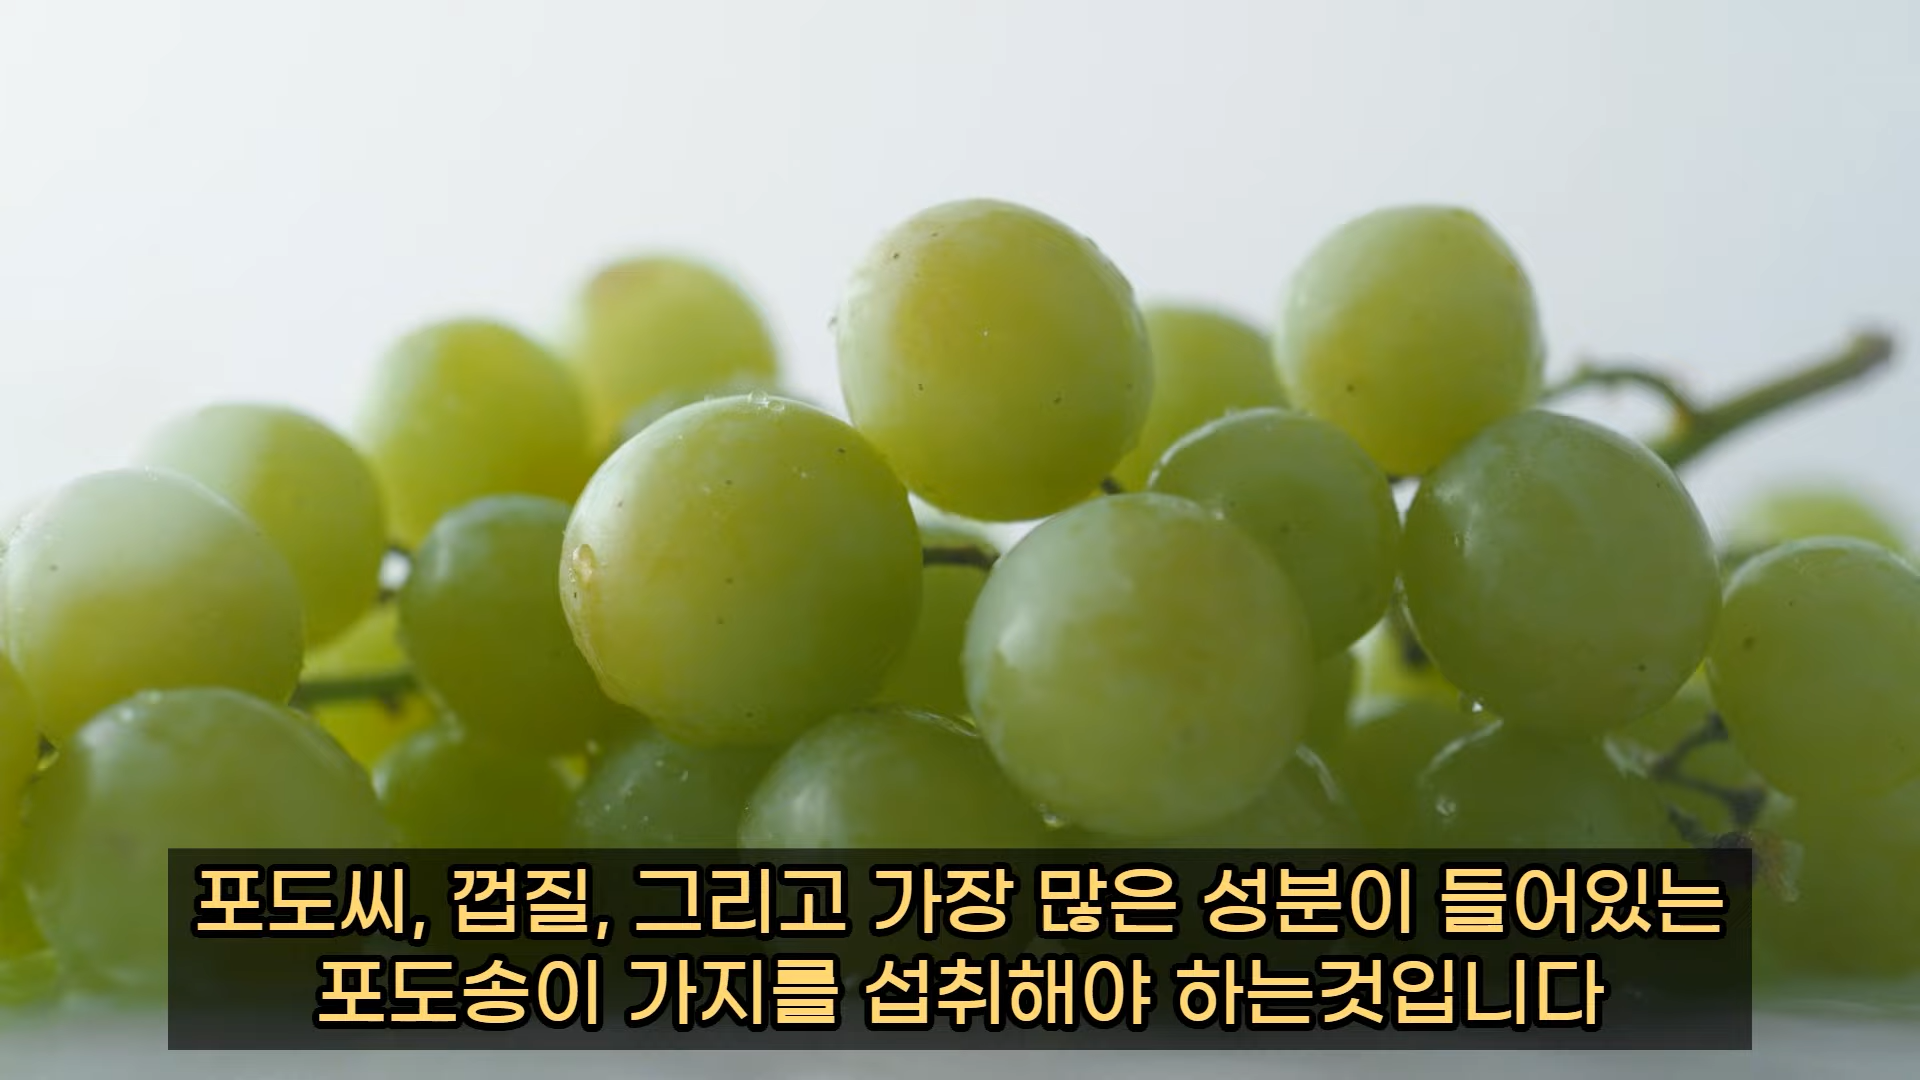 포도씨, 껍질, 그리고 가장 많은 성분이 들어있는
포도송이 가지를 섭취해야 하는것입니다